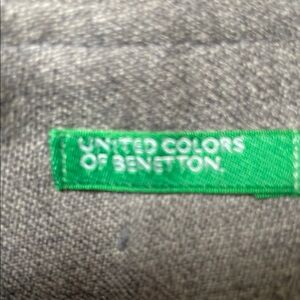 UNITED COLORS
OF BENETTON.